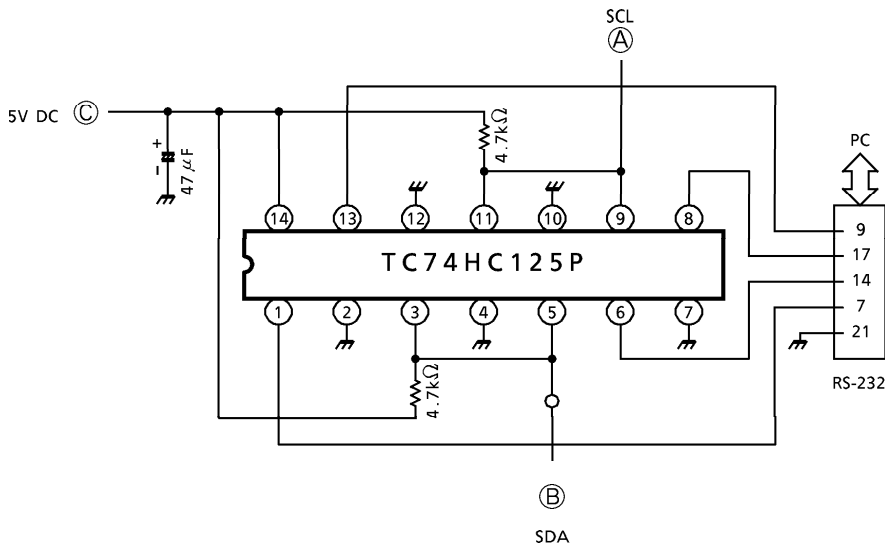 SCL
A
5V DC C
4.7kΩ
PC
+
-
47μF
14 13 12 11 10 9 8
9
17
TC74HC125P
14
7
1 2 3 4 5 6 7
21
4.7kΩ
RS-232
B
SDA